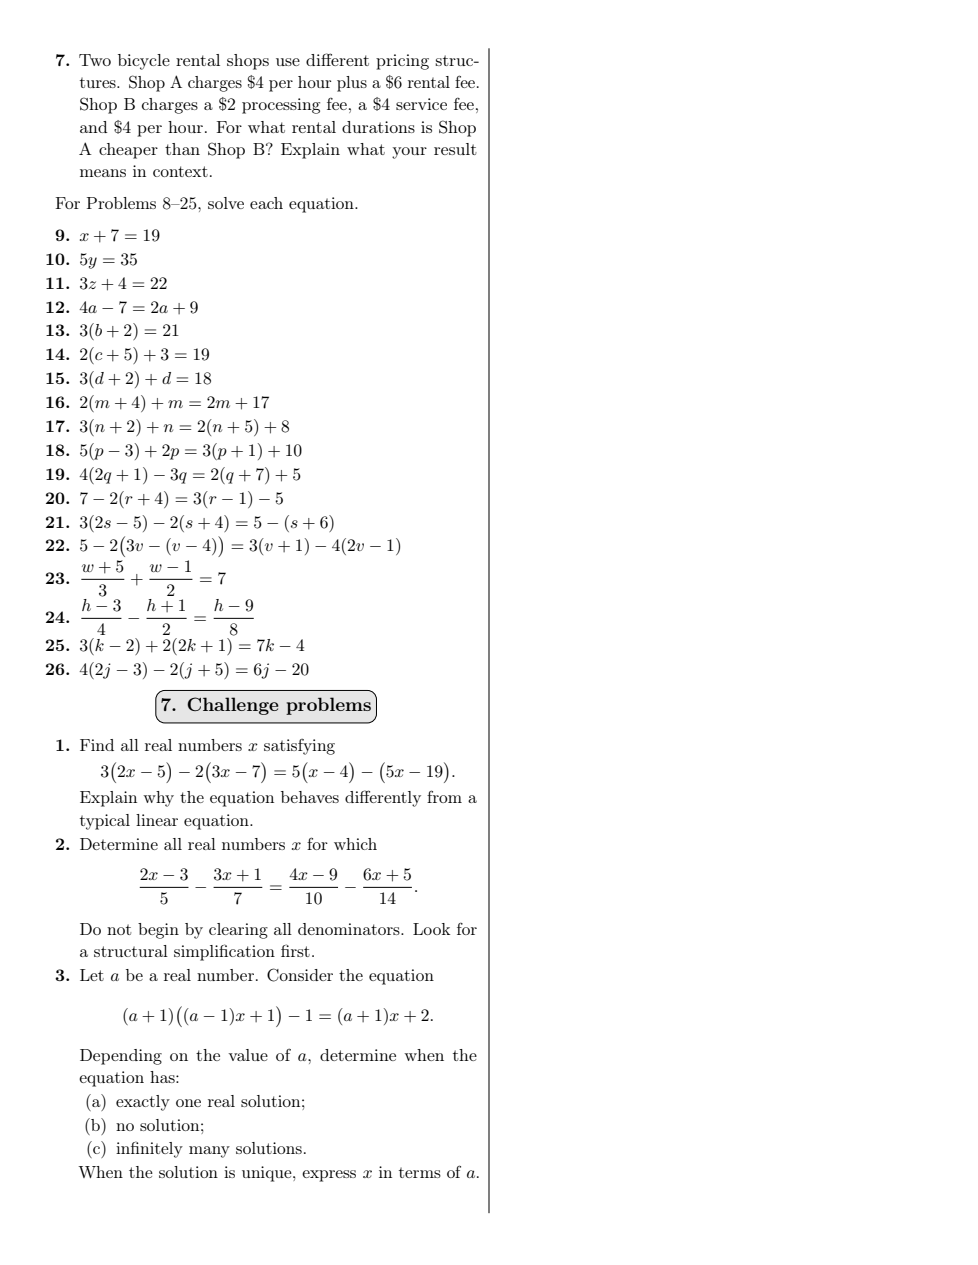 7. Two bicycle rental shops use different pricing struc-
tures. Shop A charges $4 per hour plus a $6 rental fee.
Shop B charges a $2 processing fee, a $4 service fee,
and $4 per hour. For what rental durations is Shop
A cheaper than Shop B? Explain what your result
means in context.
For Problems 8–25, solve each equation.
9. x + 7 = 19
10. 5y = 35
11. 3z + 4 = 22
12. 4a − 7 = 2a + 9
13. 3(b + 2) = 21
14. 2(c + 5) + 3 = 19
15. 3(d + 2) + d = 18
16. 2(m + 4) + m = 2m + 17
17. 3(n + 2) + n = 2(n + 5) + 8
18. 5(p − 3) + 2p = 3(p + 1) + 10
19. 4(2q + 1) − 3q = 2(q + 7) + 5
20. 7 − 2(r + 4) = 3(r − 1) − 5
21. 3(2s − 5) − 2(s + 4) = 5 − (s + 6)
22. 5 − 2(3v − (v − 4)) = 3(v + 1) − 4(2v − 1)
23. (w + 5)/3 + (w − 1)/2 = 7
24. (h − 3)/4 − (h + 1)/2 = (h − 9)/8
25. 3(k − 2) + 2(2k + 1) = 7k − 4
26. 4(2j − 3) − 2(j + 5) = 6j − 20
7. Challenge problems
1. Find all real numbers x satisfying
3(2x − 5) − 2(3x − 7) = 5(x − 4) − (5x − 19).
Explain why the equation behaves differently from a
typical linear equation.
2. Determine all real numbers x for which
(2x − 3)/5 − (3x + 1)/7 = (4x − 9)/10 − (6x + 5)/14.
Do not begin by clearing all denominators. Look for
a structural simplification first.
3. Let a be a real number. Consider the equation
(a + 1)((a − 1)x + 1) − 1 = (a + 1)x + 2.
Depending on the value of a, determine when the
equation has:
(a) exactly one real solution;
(b) no solution;
(c) infinitely many solutions.
When the solution is unique, express x in terms of a.